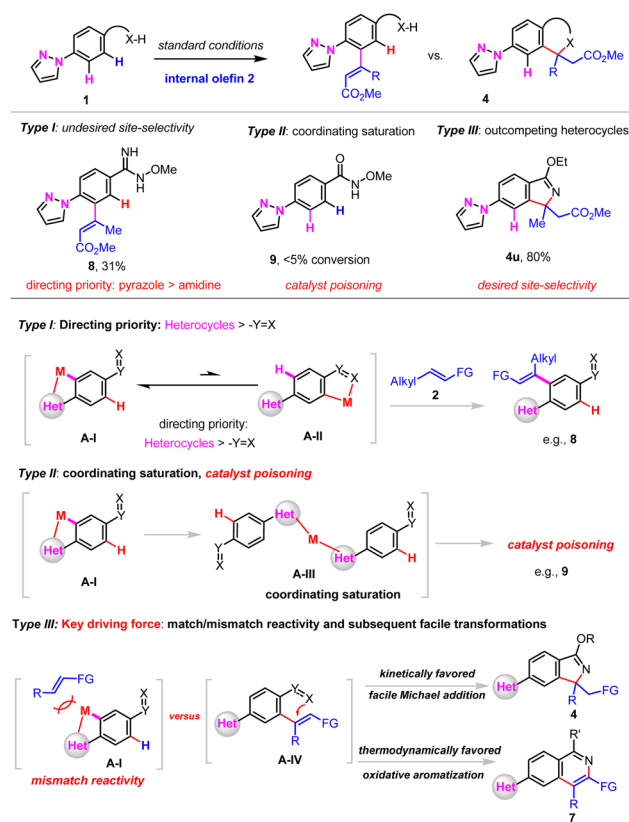 X-H
N
N
H
H
1
standard conditions
internal olefin 2
X-H
N
N
H
R
CO2Me
vs.
N
N
H
X
R
CO2Me
4
Type I: undesired site-selectivity
Type II: coordinating saturation
Type III: outcompeting heterocycles
NH
N
H
OMe
N
N
H
Me
MeO2C
8, 31%
directing priority: pyrazole > amidine
O
N
H
OMe
N
N
H
H
9, <5% conversion
catalyst poisoning
OEt
N
N
N
H
Me
CO2Me
4u, 80%
desired site-selectivity
Type I: Directing priority: Heterocycles > -Y=X
M
Het
Y
X
H
A-I
directing priority:
Heterocycles > -Y=X
H
Het
Y
X
M
A-II
Alkyl
FG
2
Alkyl
FG
Het
Y
X
H
e.g., 8
Type II: coordinating saturation, catalyst poisoning
M
Het
Y
X
H
A-I
H
Het
Y
X
M
Het
Y
X
H
A-III
coordinating saturation
catalyst poisoning
e.g., 9
Type III: Key driving force: match/mismatch reactivity and subsequent facile transformations
R
FG
M
Het
Y
X
H
A-I
mismatch reactivity
versus
Het
Y
X
FG
R
A-IV
kinetically favored
facile Michael addition
thermodynamically favored
oxidative aromatization
OR
N
Het
R
FG
4
R'
N
Het
FG
R
7